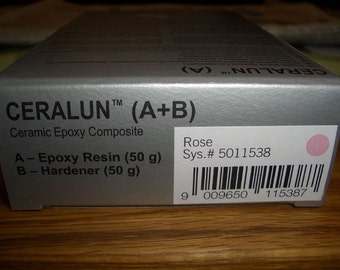 CERALUN™ (A)
CERALUN™ (A+B)
Ceramic Epoxy Composite
A – Epoxy Resin (50 g)
B – Hardener (50 g)
Rose
Sys.# 5011538
9 009650 115387